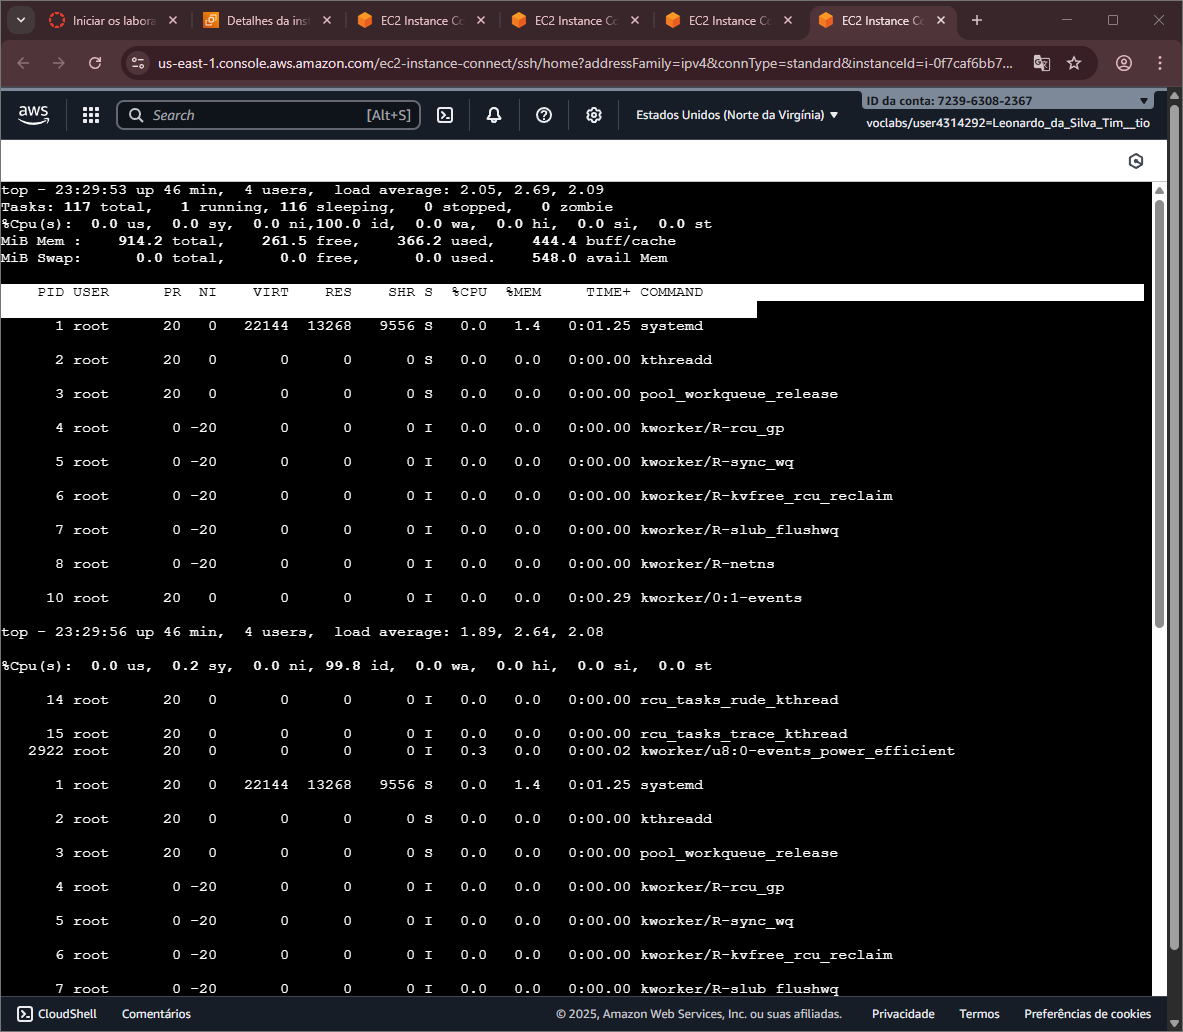 Iniciar os labora
Detalhes da ins
EC2 Instance Co
EC2 Instance Co
EC2 Instance Co
EC2 Instance Co
us-east-1.console.aws.amazon.com/ec2-instance-connect/ssh/home?addressFamily=ipv4&connType=standard&instanceId=i-0f7caf6bb7...
aws
Search [Alt+S]
Estados Unidos (Norte da Virgínia)
ID da conta: 7239-6308-2367
voclabs/user4314292=Leonardo_da_Silva_Tim__tio
top - 23:29:53 up 46 min,  4 users,  load average: 2.05, 2.69, 2.09
Tasks: 117 total,   1 running, 116 sleeping,   0 stopped,   0 zombie
%Cpu(s):  0.0 us,  0.0 sy,  0.0 ni,100.0 id,  0.0 wa,  0.0 hi,  0.0 si,  0.0 st
MiB Mem :    914.2 total,    261.5 free,    366.2 used,    444.4 buff/cache
MiB Swap:      0.0 total,      0.0 free,      0.0 used.    548.0 avail Mem
PID USER      PR  NI    VIRT    RES    SHR S  %CPU  %MEM     TIME+ COMMAND
1 root      20   0   22144  13268   9556 S   0.0   1.4   0:01.25 systemd
2 root      20   0       0      0      0 S   0.0   0.0   0:00.00 kthreadd
3 root      20   0       0      0      0 S   0.0   0.0   0:00.00 pool_workqueue_release
4 root       0 -20       0      0      0 I   0.0   0.0   0:00.00 kworker/R-rcu_gp
5 root       0 -20       0      0      0 I   0.0   0.0   0:00.00 kworker/R-sync_wq
6 root       0 -20       0      0      0 I   0.0   0.0   0:00.00 kworker/R-kvfree_rcu_reclaim
7 root       0 -20       0      0      0 I   0.0   0.0   0:00.00 kworker/R-slub_flushwq
8 root       0 -20       0      0      0 I   0.0   0.0   0:00.00 kworker/R-netns
10 root      20   0       0      0      0 I   0.0   0.0   0:00.29 kworker/0:1-events
top - 23:29:56 up 46 min,  4 users,  load average: 1.89, 2.64, 2.08
%Cpu(s):  0.0 us,  0.2 sy,  0.0 ni, 99.8 id,  0.0 wa,  0.0 hi,  0.0 si,  0.0 st
14 root      20   0       0      0      0 I   0.0   0.0   0:00.00 rcu_tasks_rude_kthread
15 root      20   0       0      0      0 I   0.0   0.0   0:00.00 rcu_tasks_trace_kthread
2922 root      20   0       0      0      0 I   0.3   0.0   0:00.02 kworker/u8:0-events_power_efficient
1 root      20   0   22144  13268   9556 S   0.0   1.4   0:01.25 systemd
2 root      20   0       0      0      0 S   0.0   0.0   0:00.00 kthreadd
3 root      20   0       0      0      0 S   0.0   0.0   0:00.00 pool_workqueue_release
4 root       0 -20       0      0      0 I   0.0   0.0   0:00.00 kworker/R-rcu_gp
5 root       0 -20       0      0      0 I   0.0   0.0   0:00.00 kworker/R-sync_wq
6 root       0 -20       0      0      0 I   0.0   0.0   0:00.00 kworker/R-kvfree_rcu_reclaim
7 root       0 -20       0      0      0 I   0.0   0.0   0:00.00 kworker/R-slub_flushwq
CloudShell
Comentários
© 2025, Amazon Web Services, Inc. ou suas afiliadas.
Privacidade
Termos
Preferências de cookies